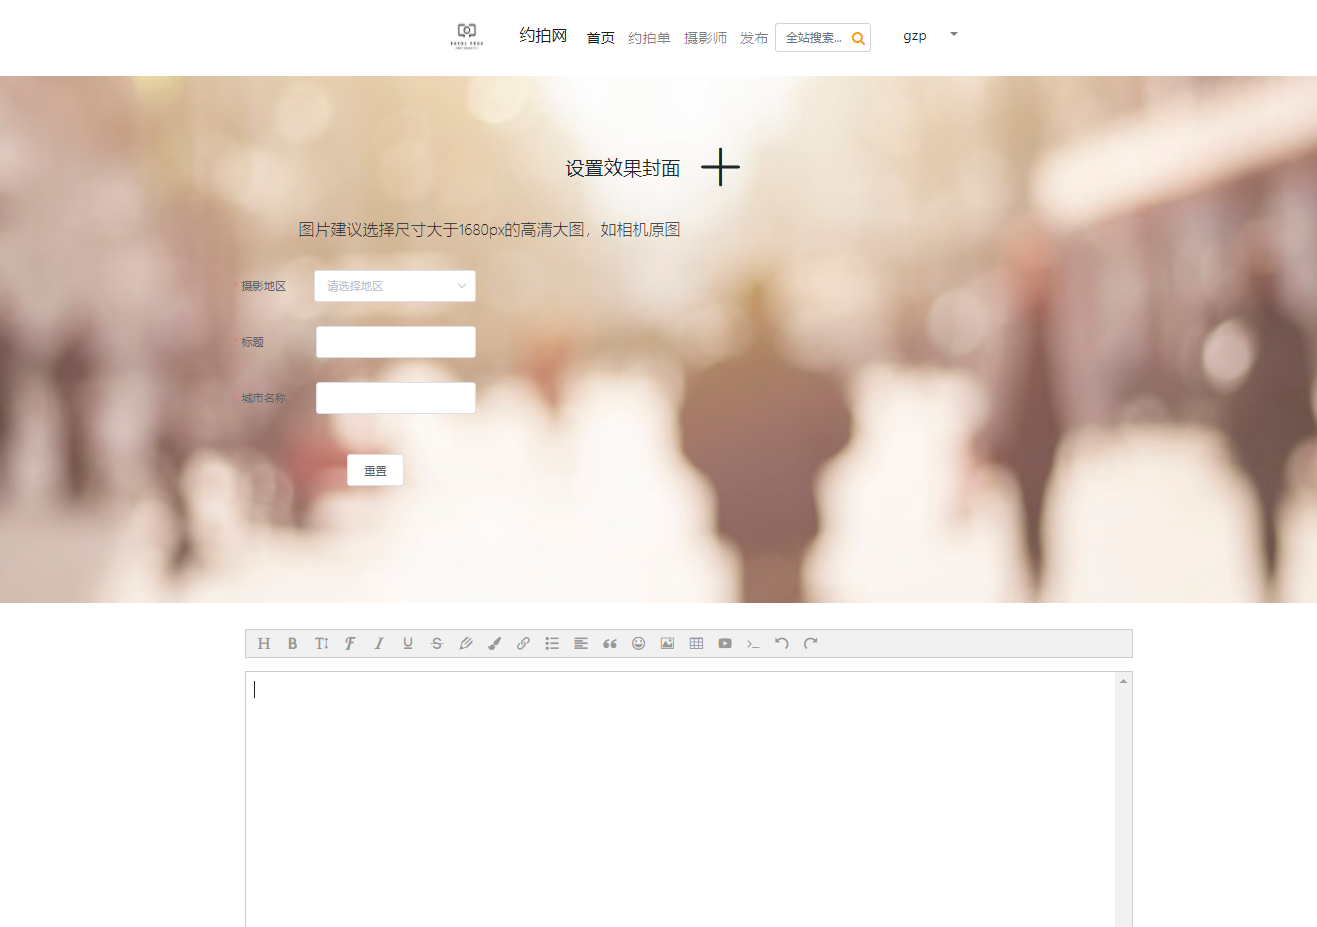 约拍网 首页 约拍单 摄影师 发布 全站搜索... gzp
设置效果封面
图片建议选择尺寸大于1680px的高清大图，如相机原图
* 摄影地区 请选择地区
* 标题
* 城市名称
重置
H B T F I U S